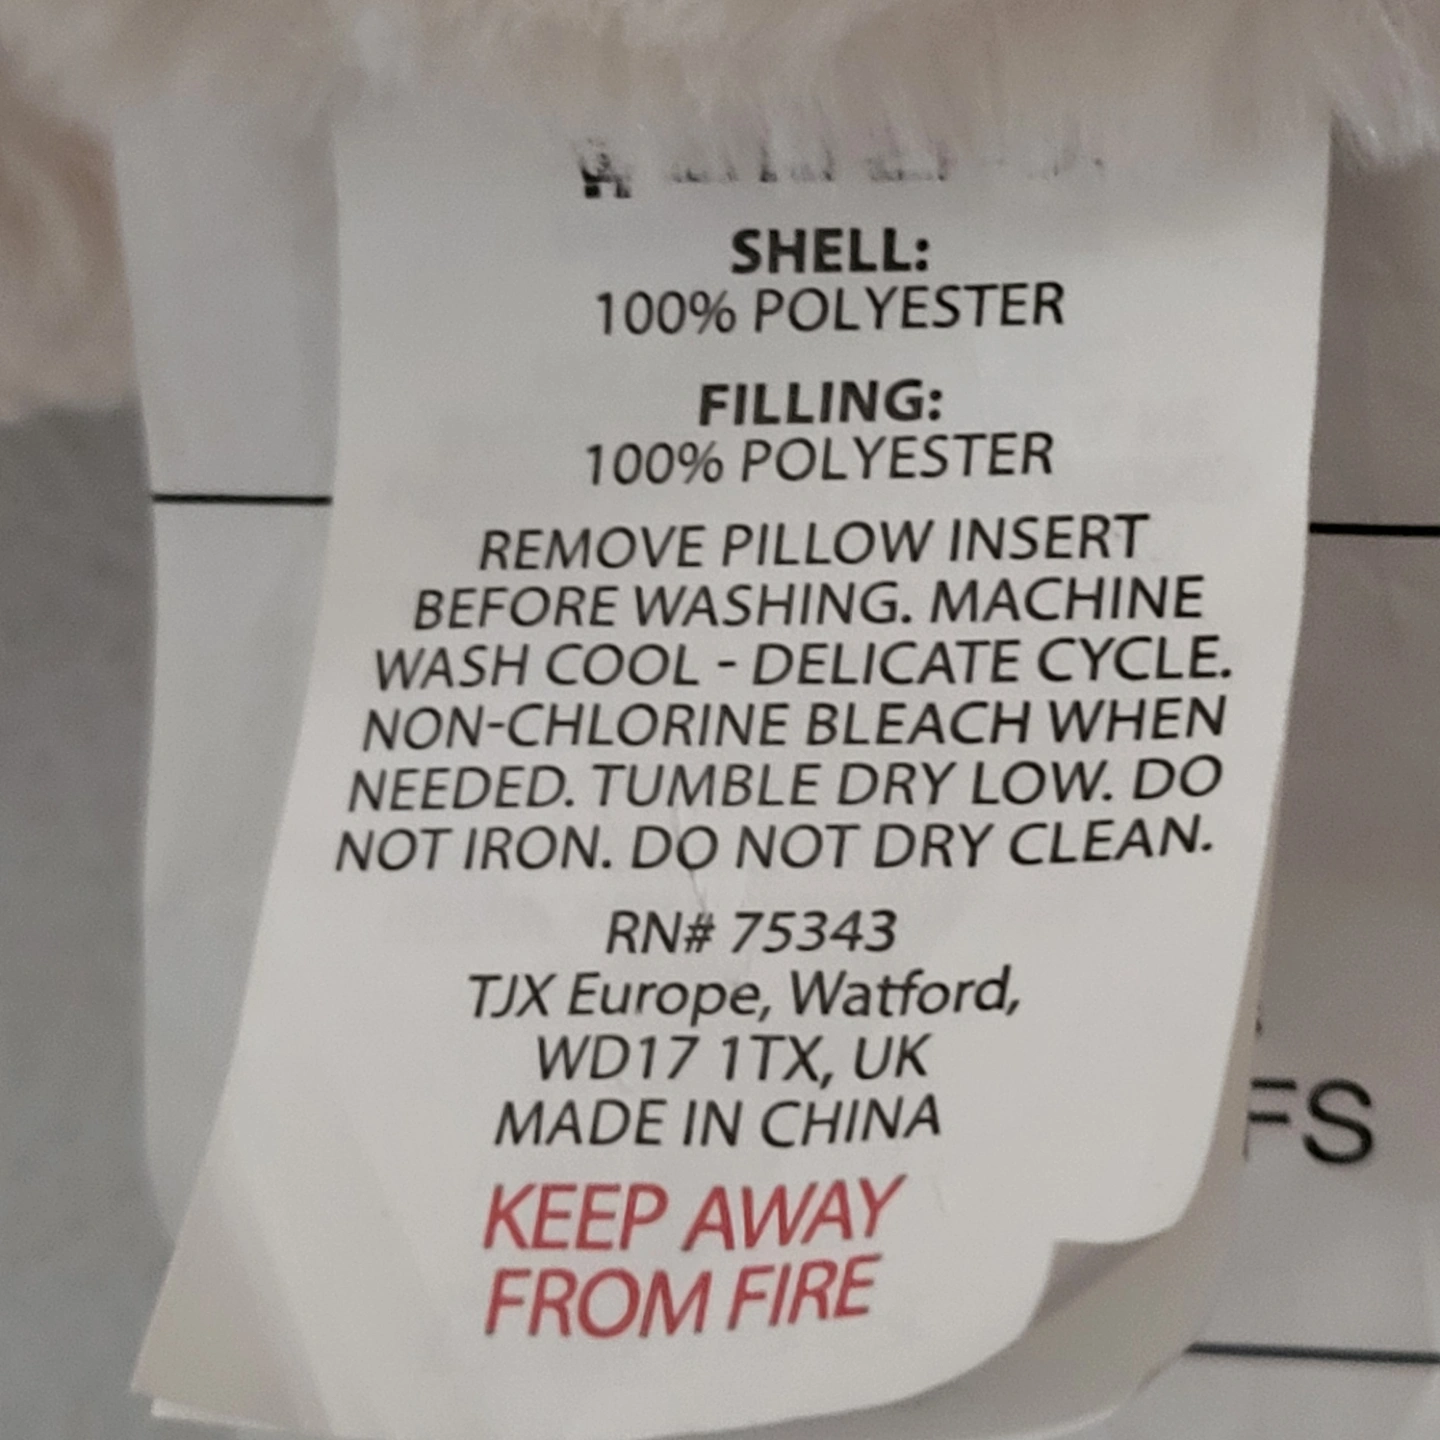 SHELL:
100% POLYESTER
FILLING:
100% POLYESTER
REMOVE PILLOW INSERT
BEFORE WASHING. MACHINE
WASH COOL - DELICATE CYCLE.
NON-CHLORINE BLEACH WHEN
NEEDED. TUMBLE DRY LOW. DO
NOT IRON. DO NOT DRY CLEAN.
RN# 75343
TJX Europe, Watford,
WD17 1TX, UK
MADE IN CHINA
KEEP AWAY
FROM FIRE
FS